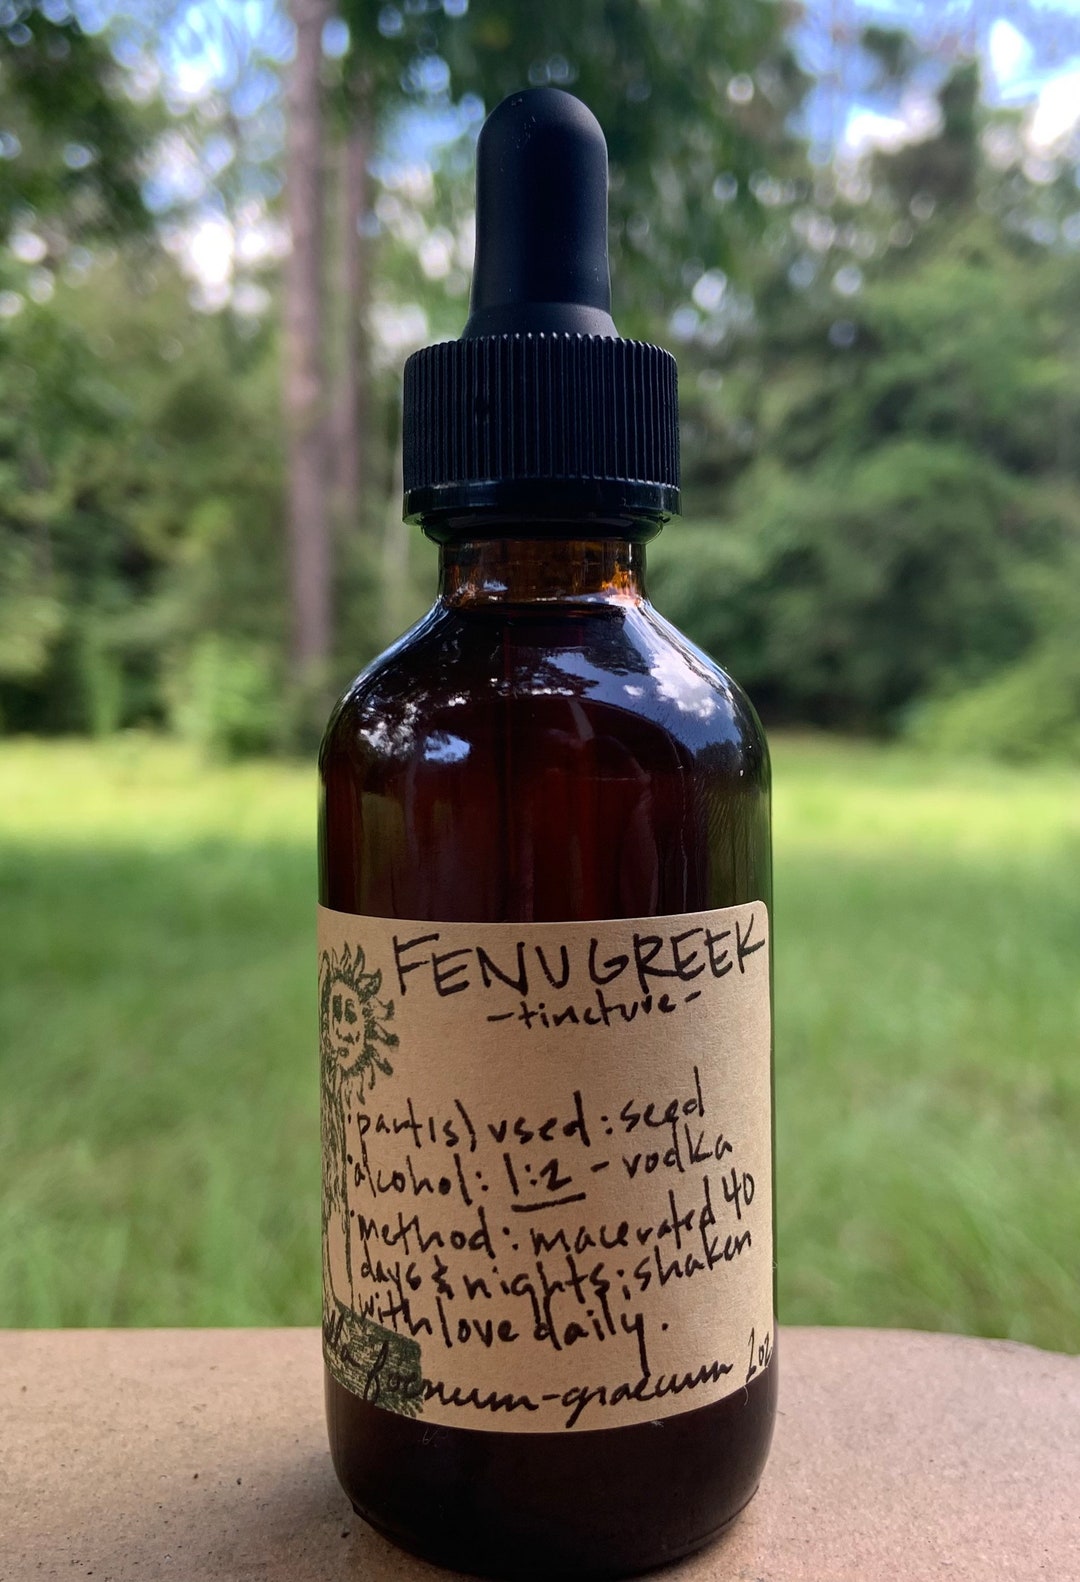 FENUGREEK
-tincture-
• part(s) used: seed
• alcohol: 1:2 - vodka
• method: macerated 40
days & nights; shaken
with love daily.
foenum-graecum 2oz